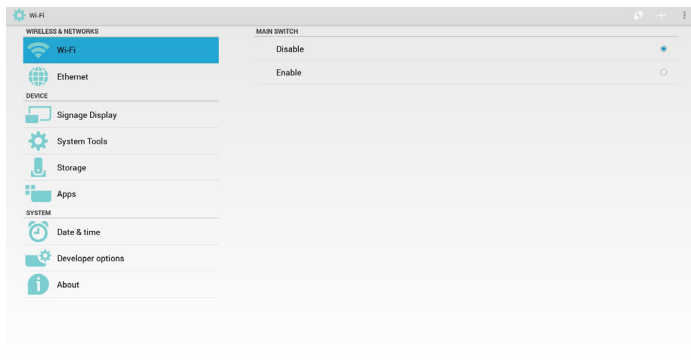 Wi-Fi
WIRELESS & NETWORKS
Wi-Fi
Ethernet
DEVICE
Signage Display
System Tools
Storage
Apps
SYSTEM
Date & time
Developer options
About
MAIN SWITCH
Disable
Enable